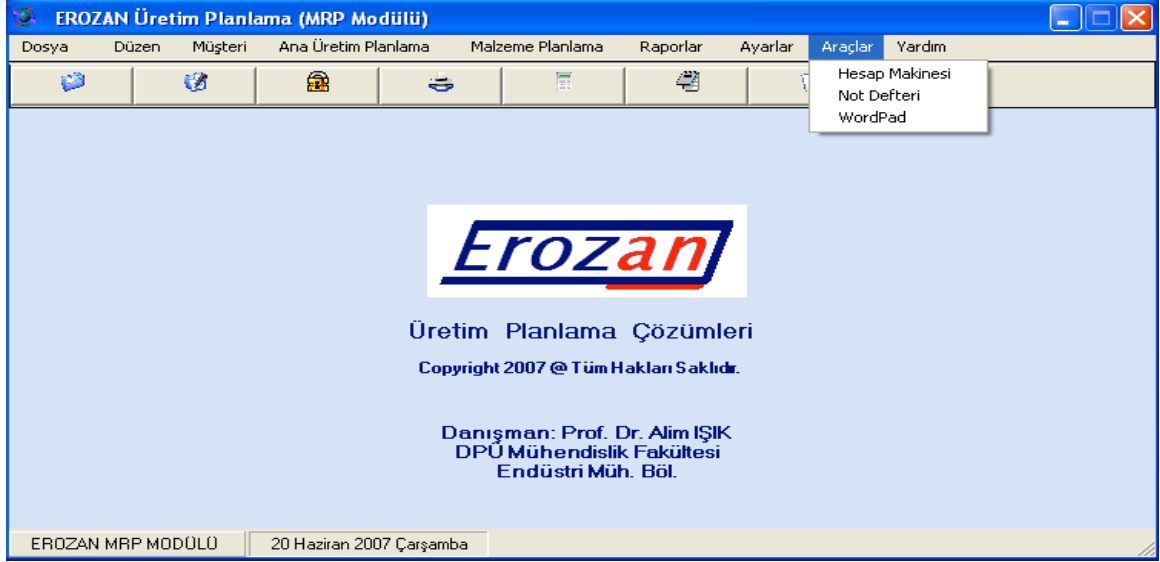 EROZAN Üretim Planlama (MRP Modülü)
Dosya Düzen Müşteri Ana Üretim Planlama Malzeme Planlama Raporlar Ayarlar Araçlar Yardım
Hesap Makinesi
Not Defteri
WordPad
Erozan
Üretim Planlama Çözümleri
Copyright 2007 @ Tüm Hakları Saklıdır.
Danışman: Prof. Dr. Alim IŞIK
DPÜ Mühendislik Fakültesi
Endüstri Müh. Böl.
EROZAN MRP MODÜLÜ 20 Haziran 2007 Çarşamba